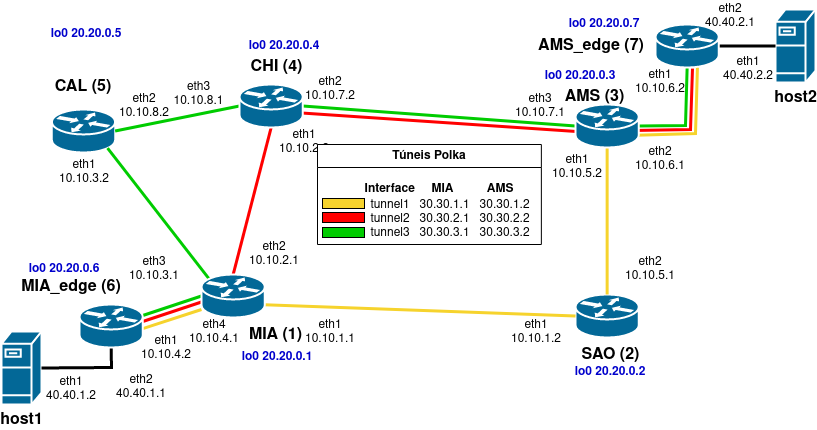 eth2
40.40.2.1
lo0 20.20.0.7
lo0 20.20.0.5
AMS_edge (7)
lo0 20.20.0.4
CHI (4)
eth1
40.40.2.2
host2
lo0 20.20.0.3
AMS (3)
eth1
10.10.6.2
CAL (5)
eth3
10.10.8.1
eth2
10.10.7.2
eth2
10.10.8.2
eth3
10.10.7.1
eth1
eth1
10.10.3.2
eth1
10.10.5.2
eth2
10.10.6.1
Túneis Polka
Interface MIA AMS
tunnel1 30.30.1.1 30.30.1.2
tunnel2 30.30.2.1 30.30.2.2
tunnel3 30.30.3.1 30.30.3.2
eth2
10.10.2.1
eth3
10.10.3.1
eth2
10.10.5.1
lo0 20.20.0.6
MIA_edge (6)
eth4
10.10.4.1
MIA (1)
lo0 20.20.0.1
eth1
10.10.1.1
eth1
10.10.1.2
SAO (2)
lo0 20.20.0.2
eth1
10.10.4.2
eth1
40.40.1.2
eth2
40.40.1.1
host1